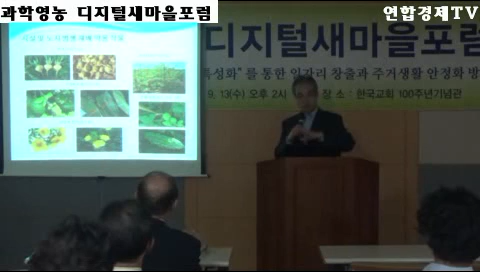 과학영농 디지털새마을포럼
연합경제TV
디지털새마을포럼
특성화" 를 통한 일자리 창출과 주거생활 안정화 방
9. 13(수) 오후 2시
장 소 : 한국교회 100주년기념관